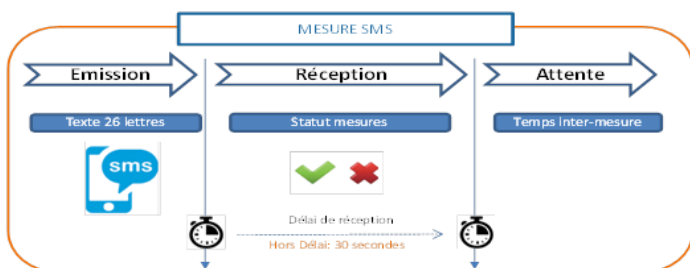 MESURE SMS
Emission
Réception
Attente
Texte 26 lettres
Statut mesures
Temps inter-mesure
sms
Délai de réception
Hors Délai: 30 secondes